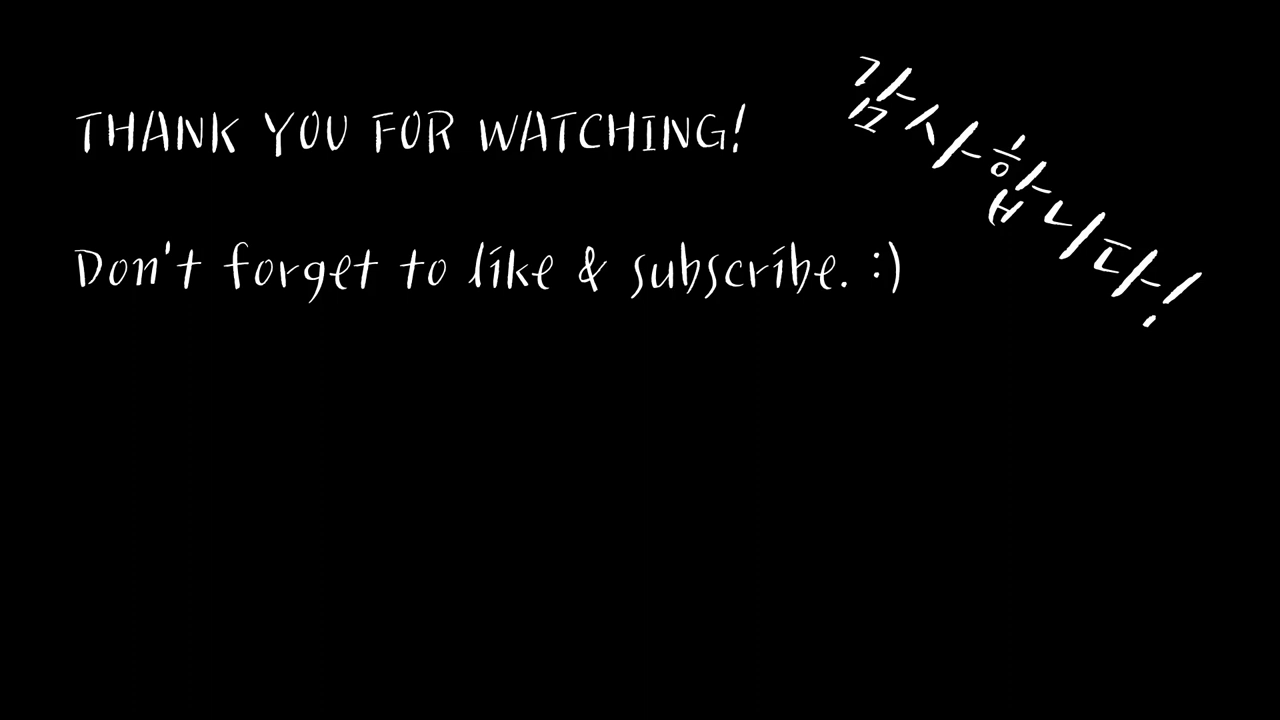 THANK YOU FOR WATCHING!
감사합니다!
Don't forget to like & subscribe. :)